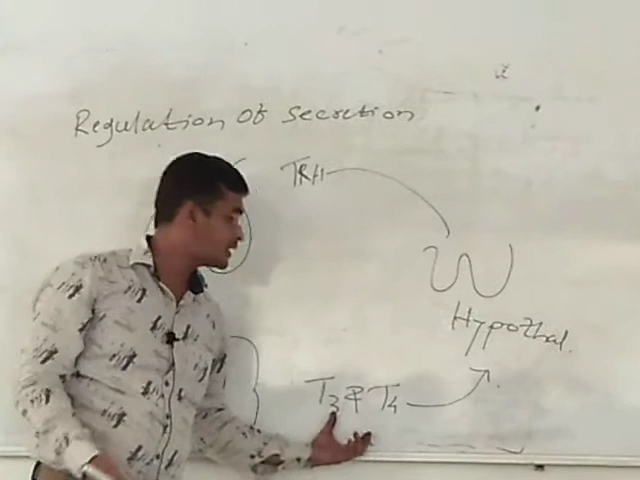 Regulation Of Secretion
TRH
Hypothal.
T3 & T4